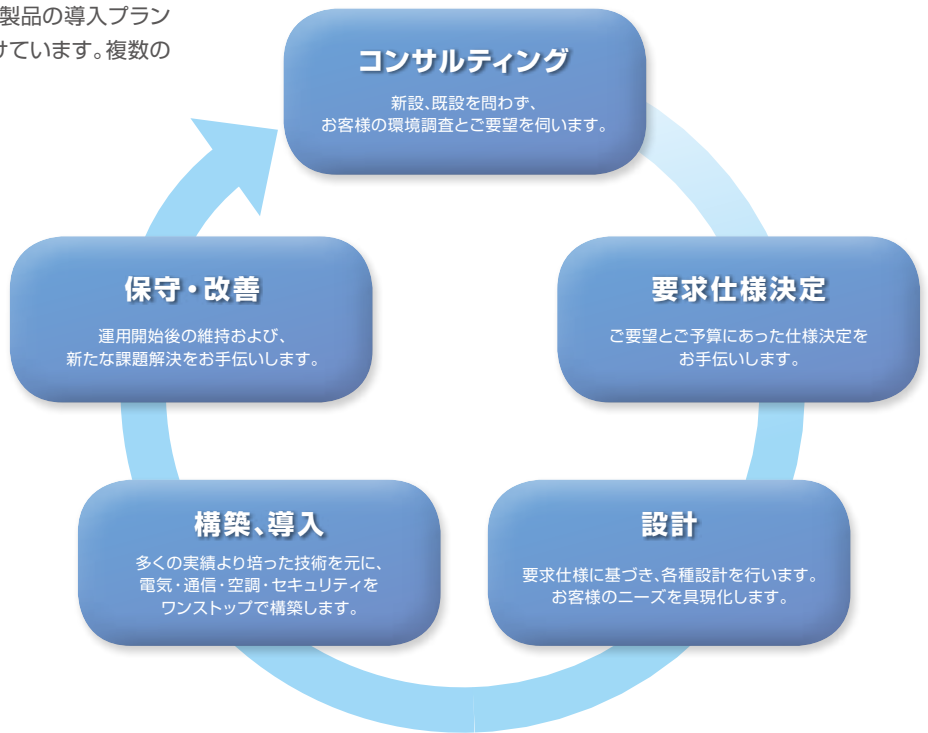 製品の導入プラン
けています。複数の
コンサルティング
新設、既設を問わず、
お客様の環境調査とご要望を伺います。
要求仕様決定
ご要望とご予算にあった仕様決定を
お手伝いします。
設計
要求仕様に基づき、各種設計を行います。
お客様のニーズを具現化します。
構築、導入
多くの実績より培った技術を元に、
電気・通信・空調・セキュリティを
ワンストップで構築します。
保守・改善
運用開始後の維持および、
新たな課題解決をお手伝いします。